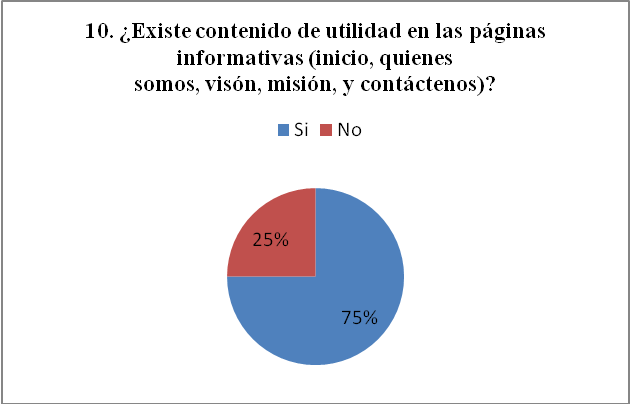 10. ¿Existe contenido de utilidad en las páginas
informativas (inicio, quienes
somos, visón, misión, y contáctenos)?
Si No
25%
75%